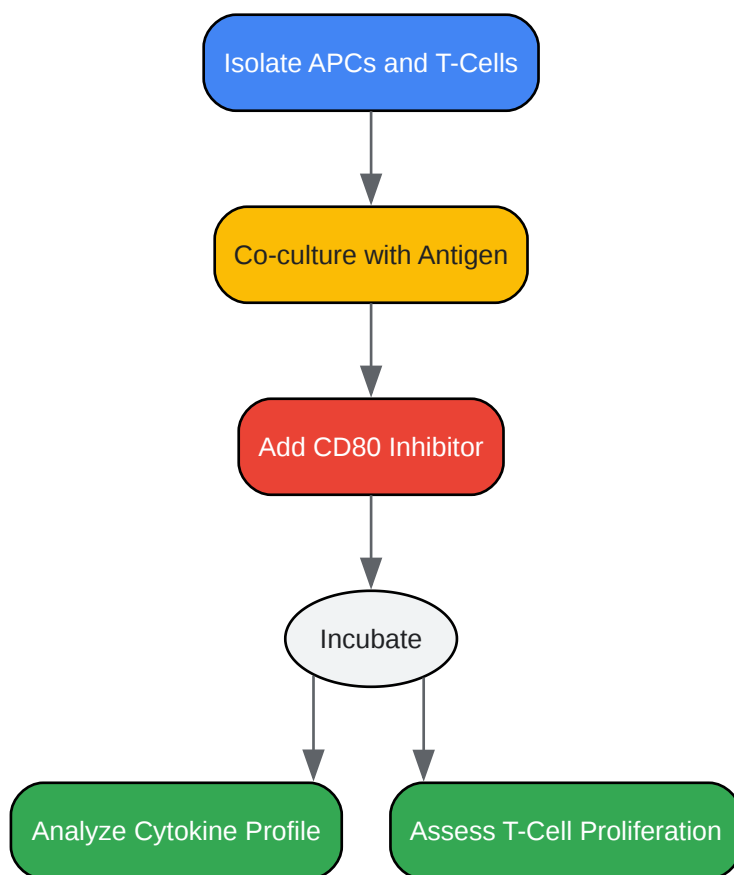 Isolate APCs and T-Cells
Co-culture with Antigen
Add CD80 Inhibitor
Incubate
Analyze Cytokine Profile
Assess T-Cell Proliferation